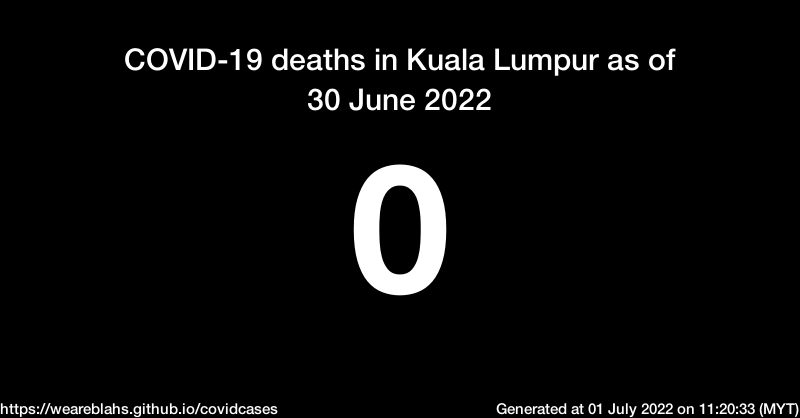 COVID-19 deaths in Kuala Lumpur as of
30 June 2022
0
https://weareblahs.github.io/covidcases
Generated at 01 July 2022 on 11:20:33 (MYT)